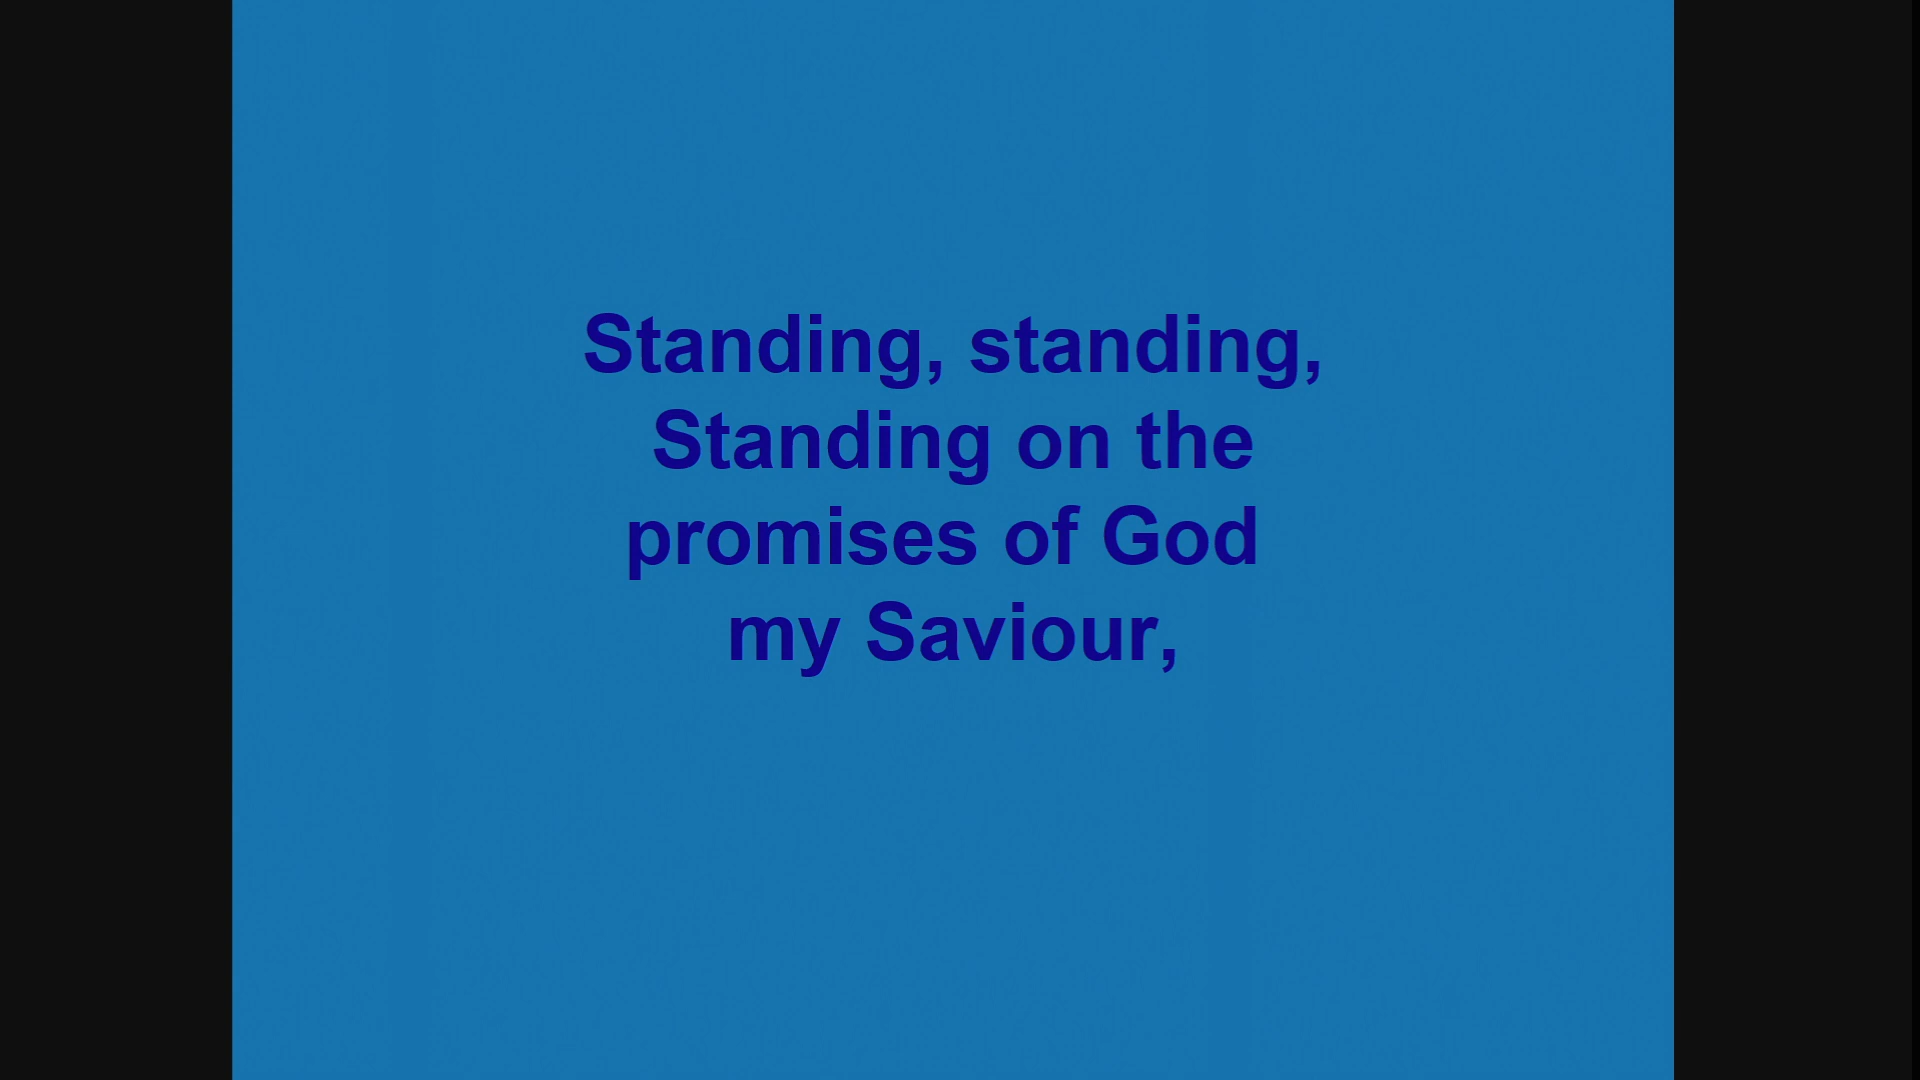 Standing, standing,
Standing on the
promises of God
my Saviour,